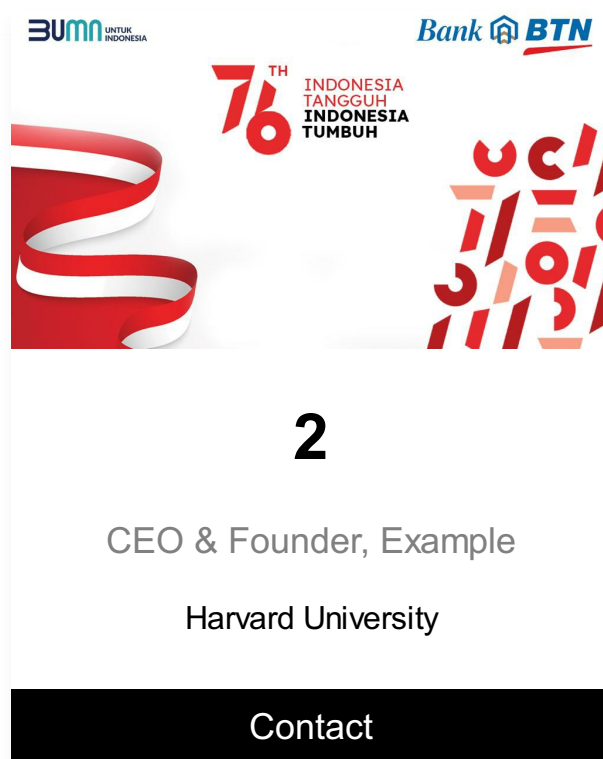 BUMN UNTUK
INDONESIA
Bank BTN
76 TH
INDONESIA
TANGGUH
INDONESIA
TUMBUH
2
CEO & Founder, Example
Harvard University
Contact